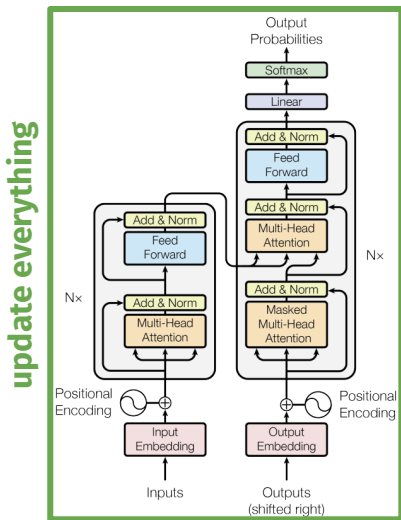 update everything
Output
Probabilities
Softmax
Linear
Add & Norm
Feed
Forward
Add & Norm
Multi-Head
Attention
Add & Norm
Masked
Multi-Head
Attention
Nx
Positional
Encoding
Output
Embedding
Outputs
(shifted right)
Add & Norm
Feed
Forward
Nx
Add & Norm
Multi-Head
Attention
Positional
Encoding
Input
Embedding
Inputs